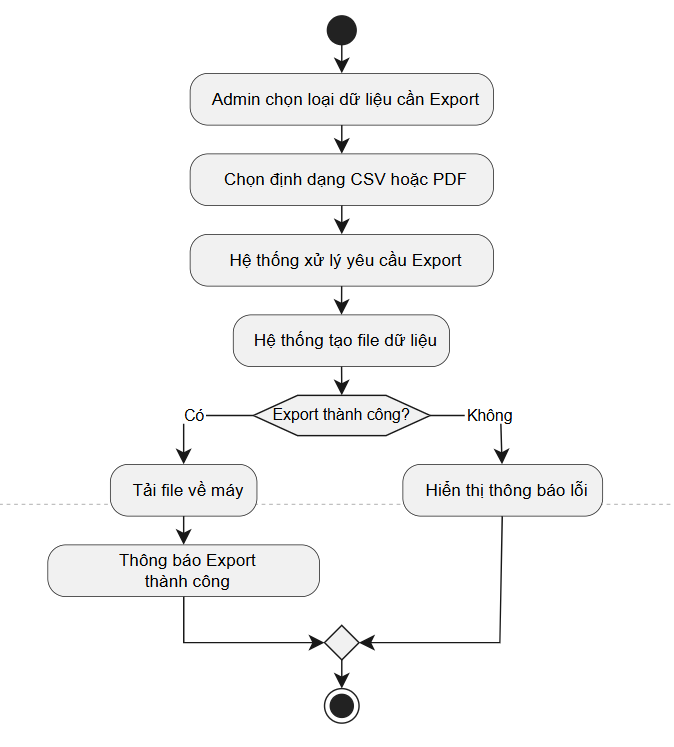 Admin chọn loại dữ liệu cần Export
Chọn định dạng CSV hoặc PDF
Hệ thống xử lý yêu cầu Export
Hệ thống tạo file dữ liệu
Export thành công?
Có
Không
Tải file về máy
Hiển thị thông báo lỗi
Thông báo Export
thành công